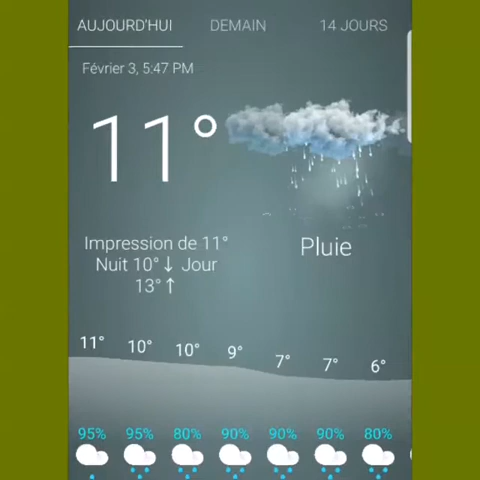 AUJOURD'HUI DEMAIN 14 JOURS
Février 3, 5:47 PM
11°
Impression de 11°
Nuit 10°↓ Jour
13°↑
Pluie
11° 10° 10° 9° 7° 7° 6°
95% 95% 80% 90% 90% 90% 80%